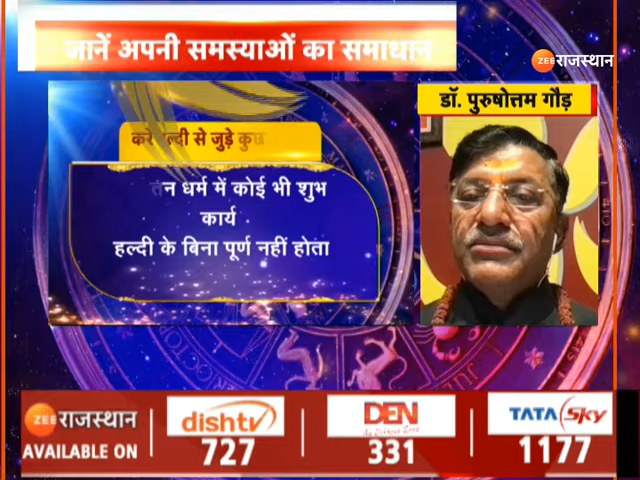 जानें अपनी समस्याओं का समाधान
ZEE राजस्थान
डॉ. पुरुषोत्तम गौड़
से जुड़े
धर्म में कोई भी शुभ
कार्य
हल्दी के बिना पूर्ण नहीं होता
ZEE राजस्थान
AVAILABLE ON
dishtv
727
DEN
331
TATA Sky
1177